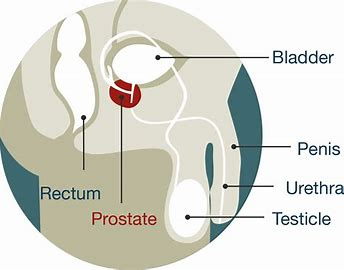 Bladder
Penis
Rectum
Urethra
Prostate
Testicle